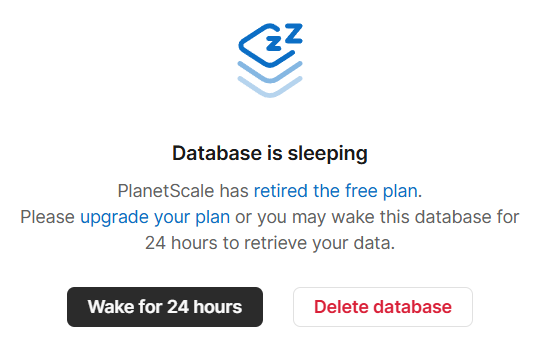 zz
Database is sleeping
PlanetScale has retired the free plan.
Please upgrade your plan or you may wake this database for
24 hours to retrieve your data.
Wake for 24 hours
Delete database